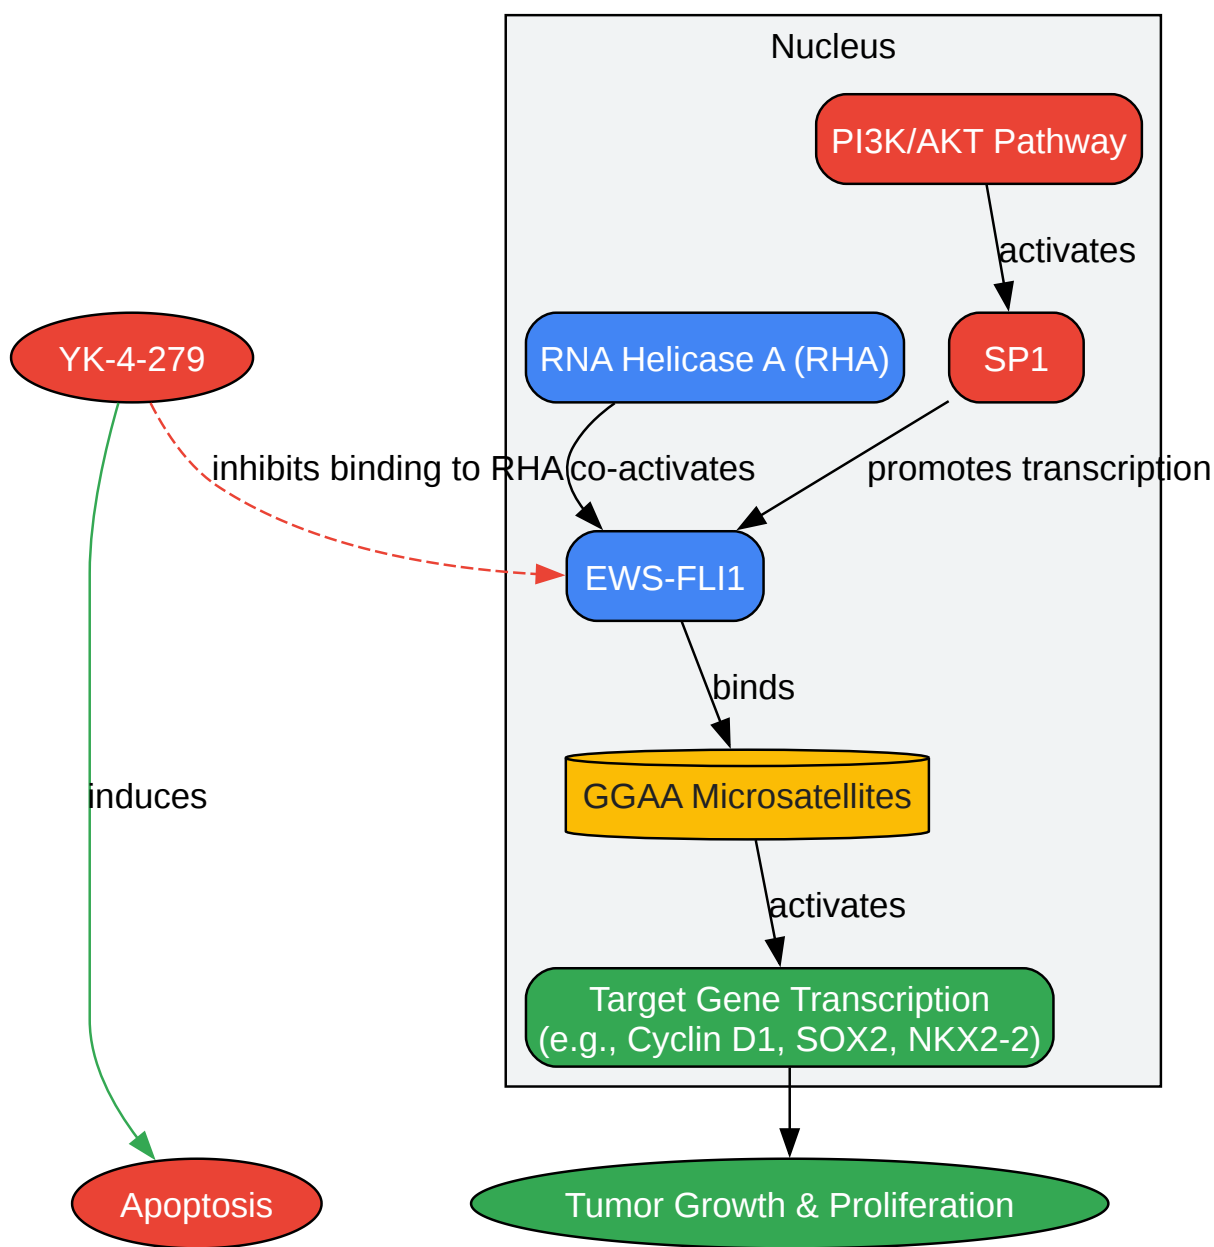 Nucleus
PI3K/AKT Pathway
activates
YK-4-279
RNA Helicase A (RHA)
SP1
inhibits binding to RHA
co-activates
promotes transcription
EWS-FLI1
binds
GGAA Microsatellites
induces
activates
Target Gene Transcription
(e.g., Cyclin D1, SOX2, NKX2-2)
Apoptosis
Tumor Growth & Proliferation